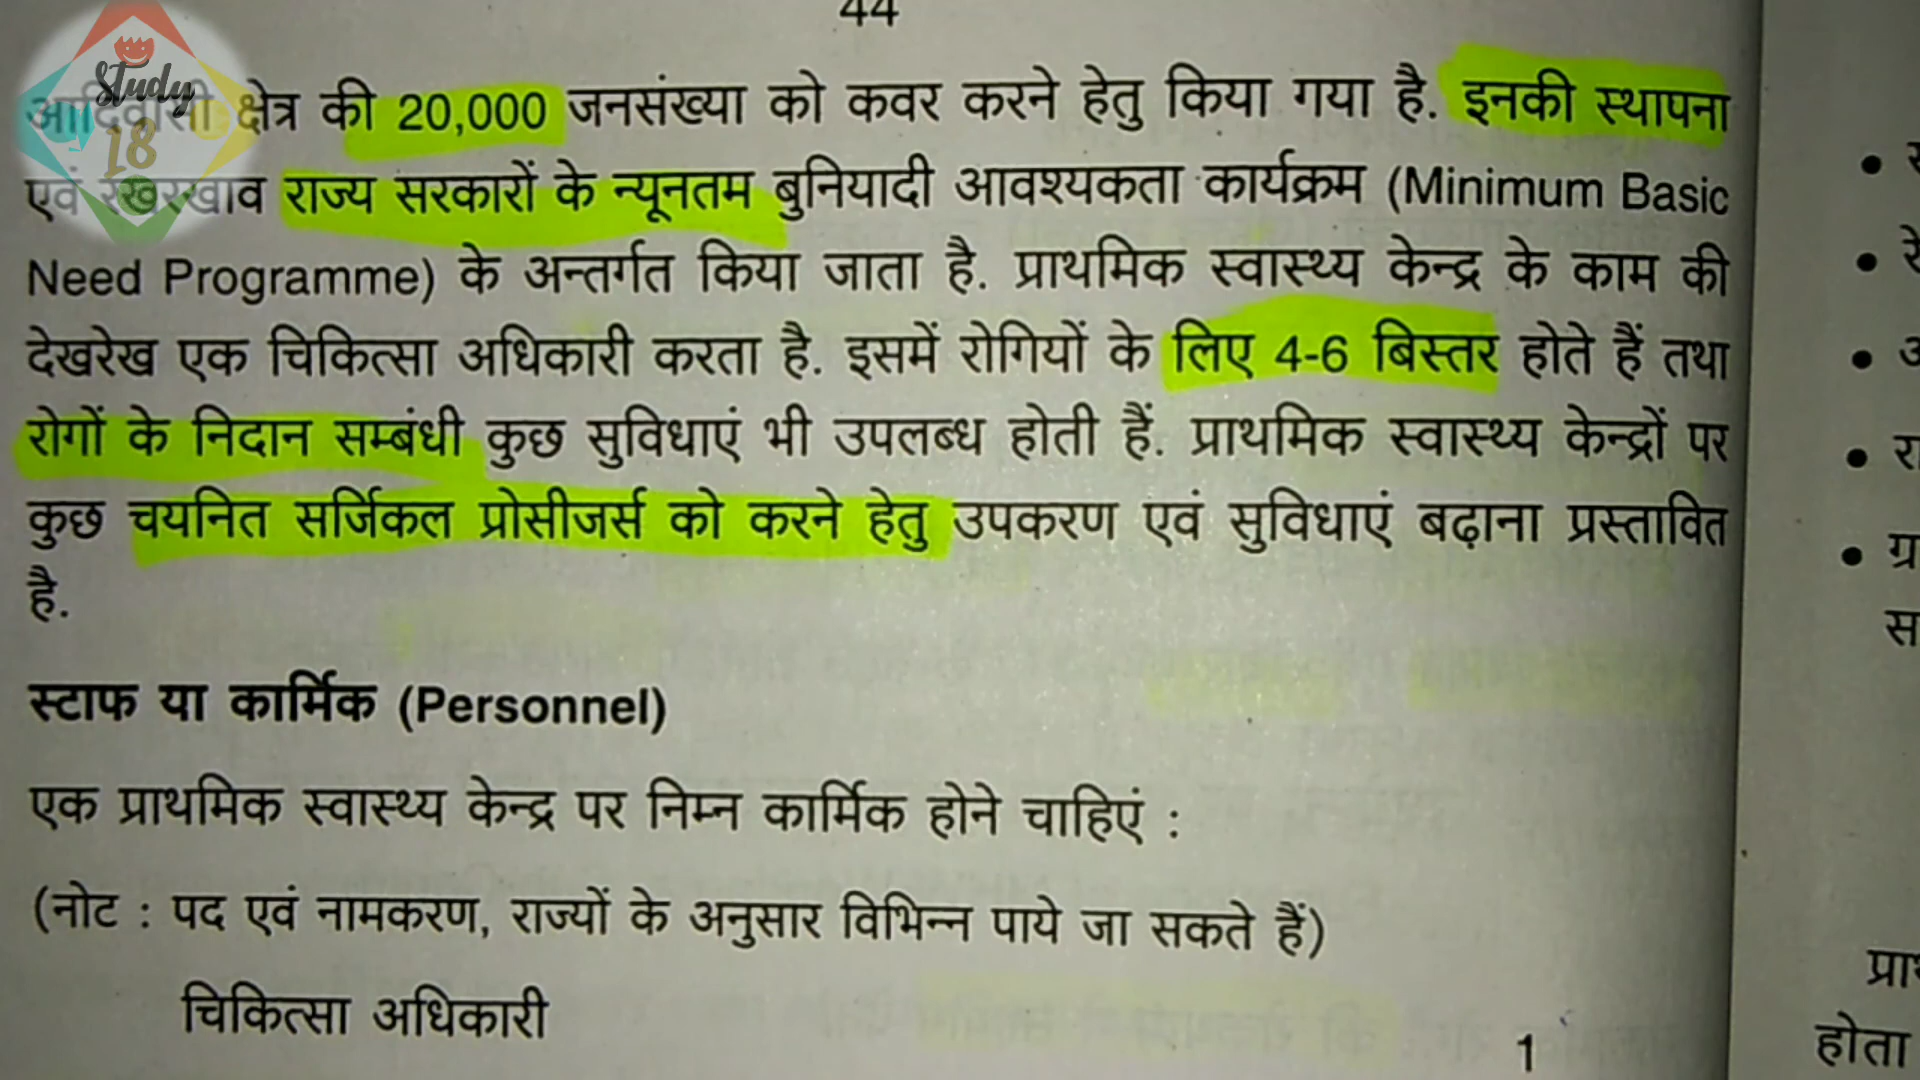 44
Study
18
आदिवासी क्षेत्र की 20,000 जनसंख्या को कवर करने हेतु किया गया है. इनकी स्थापना
एवं रखरखाव राज्य सरकारों के न्यूनतम बुनियादी आवश्यकता कार्यक्रम (Minimum Basic
Need Programme) के अन्तर्गत किया जाता है. प्राथमिक स्वास्थ्य केन्द्र के काम की
देखरेख एक चिकित्सा अधिकारी करता है. इसमें रोगियों के लिए 4-6 बिस्तर होते हैं तथा
रोगों के निदान सम्बंधी कुछ सुविधाएं भी उपलब्ध होती हैं. प्राथमिक स्वास्थ्य केन्द्रों पर
कुछ चयनित सर्जिकल प्रोसीजर्स को करने हेतु उपकरण एवं सुविधाएं बढ़ाना प्रस्तावित
है.
स्टाफ या कार्मिक (Personnel)
एक प्राथमिक स्वास्थ्य केन्द्र पर निम्न कार्मिक होने चाहिएं :
(नोट : पद एवं नामकरण, राज्यों के अनुसार विभिन्न पाये जा सकते हैं)
चिकित्सा अधिकारी 1
होता